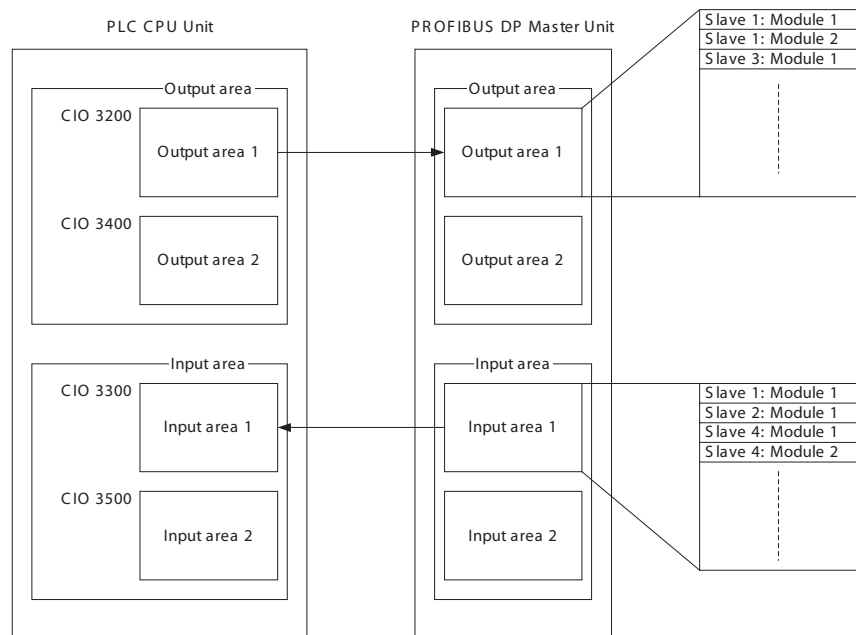 PLC CPU Unit
PROFIBUS DP Master Unit
Slave 1: Module 1
Slave 1: Module 2
Slave 3: Module 1
Output area
CIO 3200
Output area 1
CIO 3400
Output area 2
Output area
Output area 1
Output area 2
Input area
CIO 3300
Input area 1
CIO 3500
Input area 2
Input area
Input area 1
Input area 2
Slave 1: Module 1
Slave 2: Module 1
Slave 4: Module 1
Slave 4: Module 2